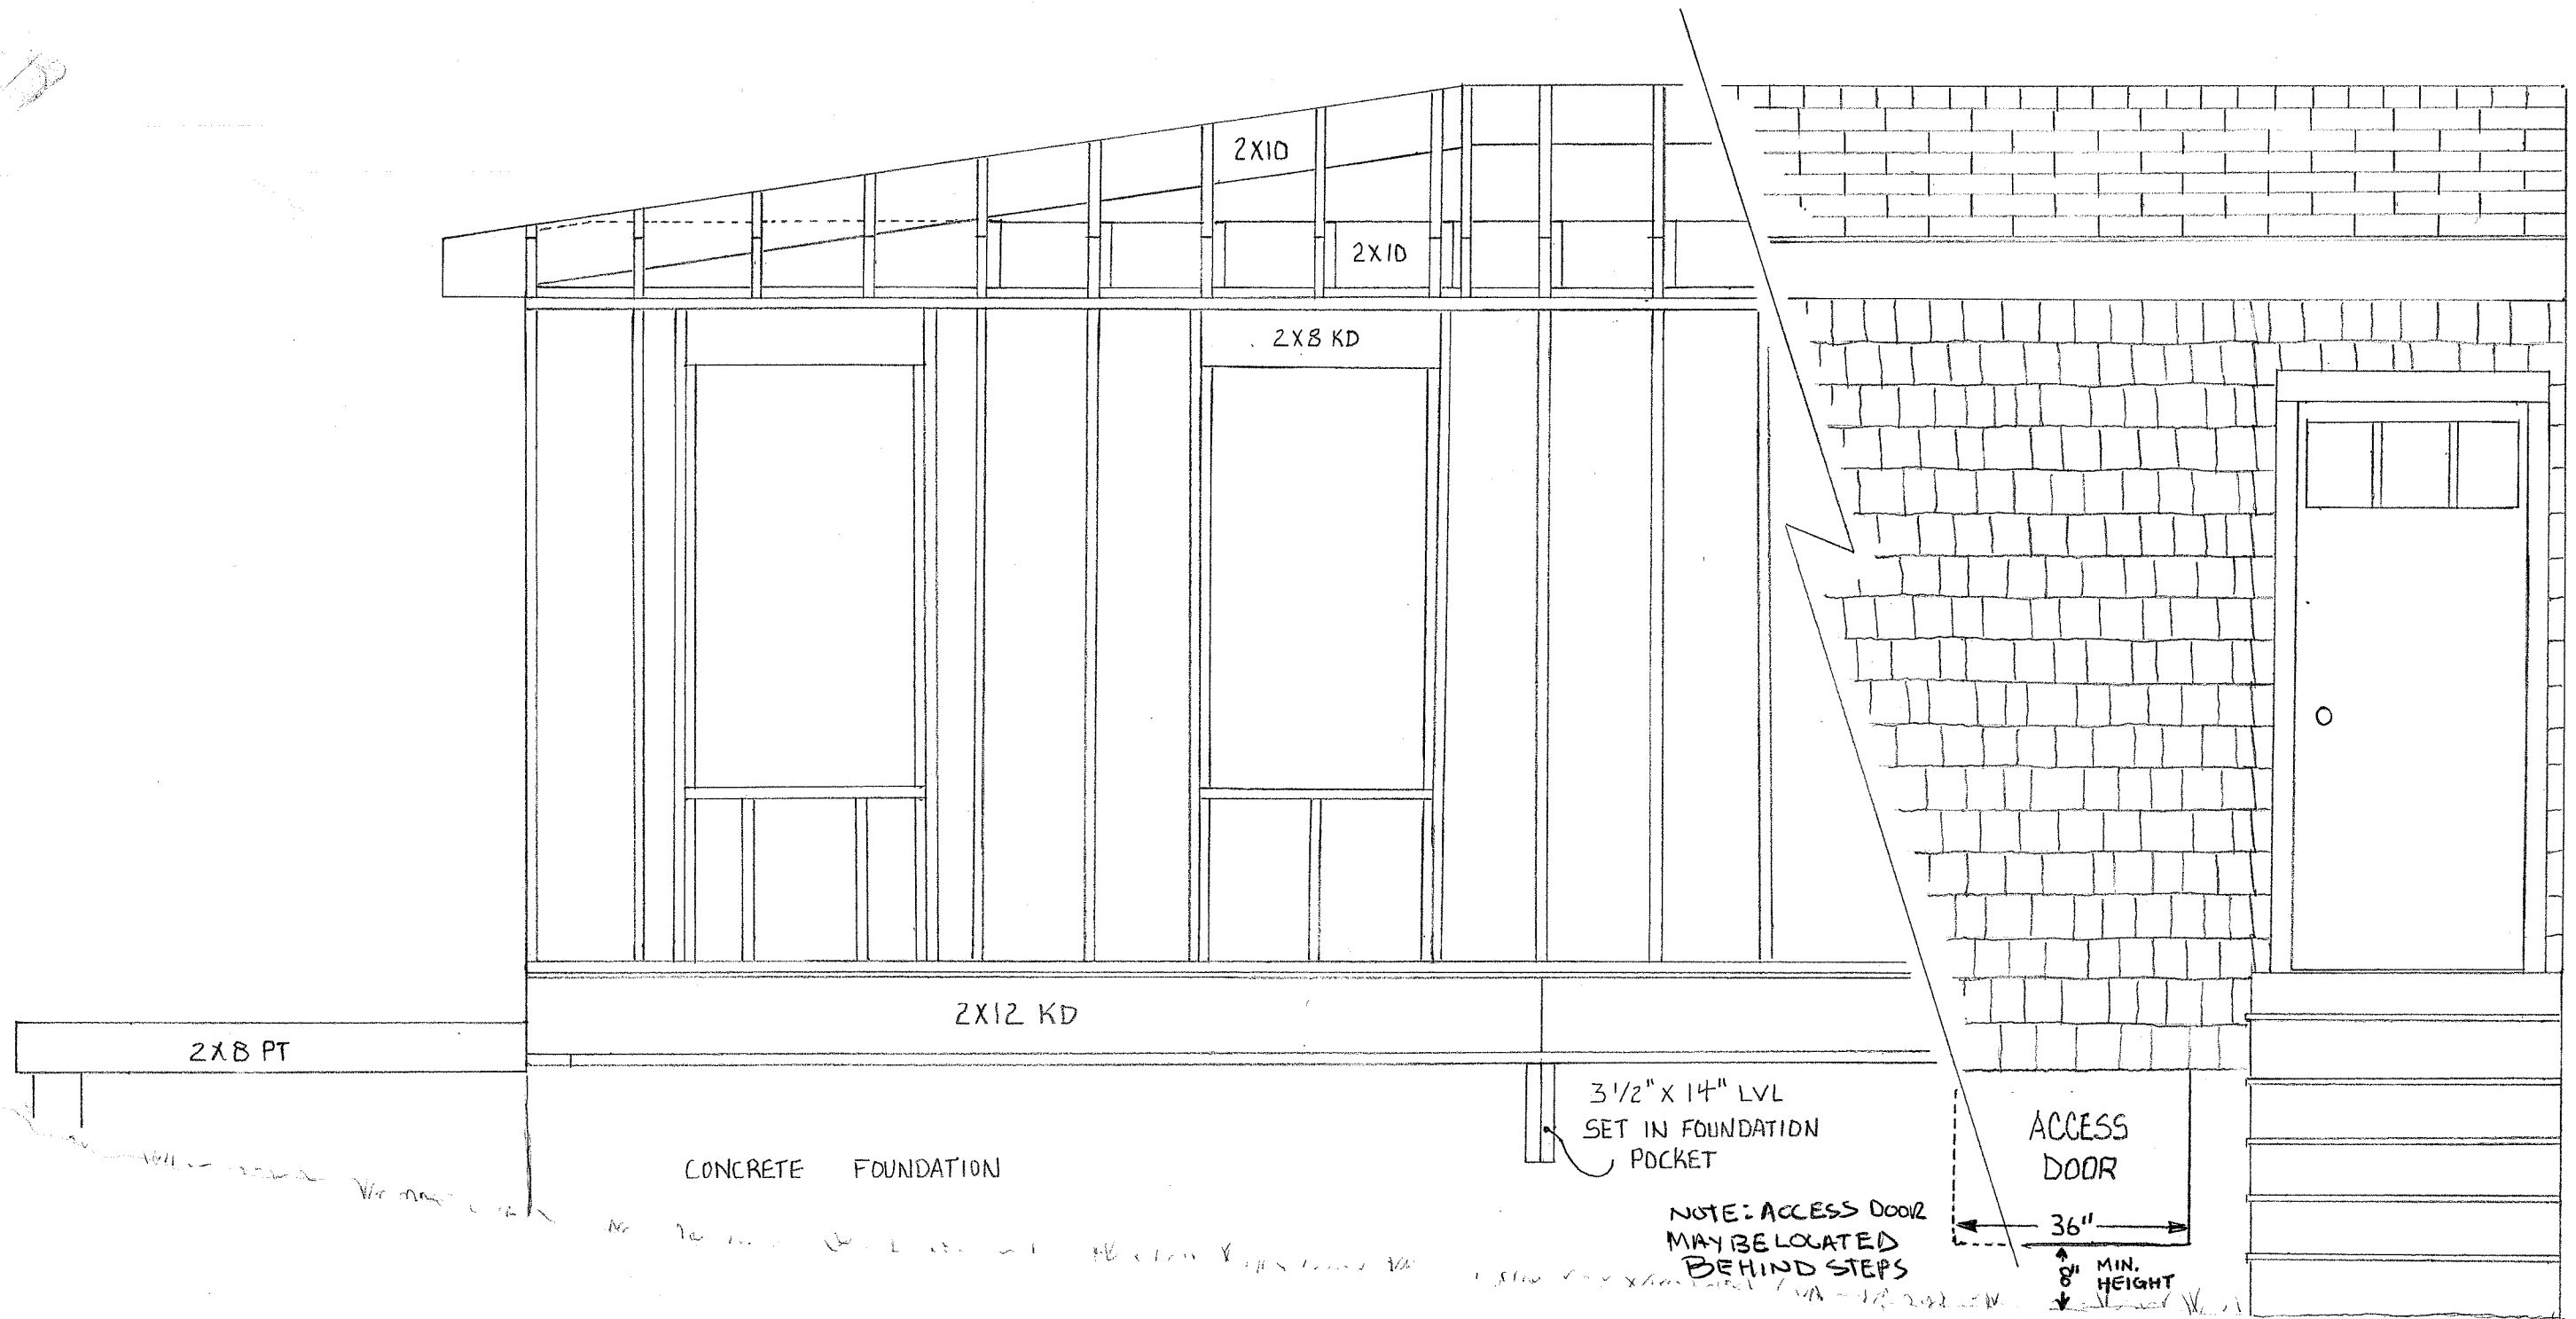 2X10
2X10
2X8 KD
2X12 KD
2X8 PT
3 1/2" X 14" LVL
SET IN FOUNDATION
POCKET
CONCRETE FOUNDATION
ACCESS
DOOR
NOTE: ACCESS DOOR
MAY BE LOCATED
BEHIND STEPS
36"
8" MIN.
HEIGHT